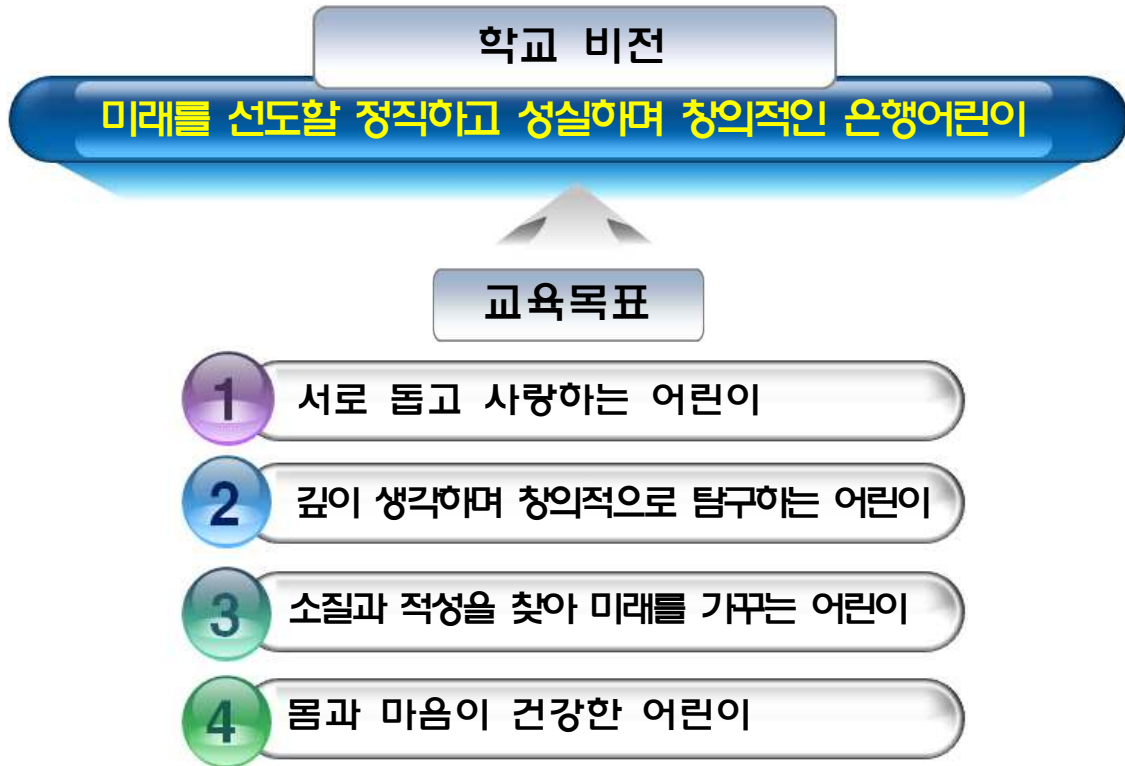 학교 비전
미래를 선도할 정직하고 성실하며 창의적인 은행어린이
교육목표
1 서로 돕고 사랑하는 어린이
2 깊이 생각하며 창의적으로 탐구하는 어린이
3 소질과 적성을 찾아 미래를 가꾸는 어린이
4 몸과 마음이 건강한 어린이